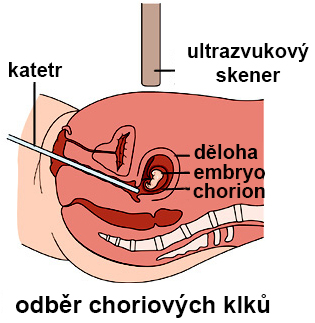 katetr
ultrazvukový
skener
děloha
embryo
chorion
odběr choriových klků